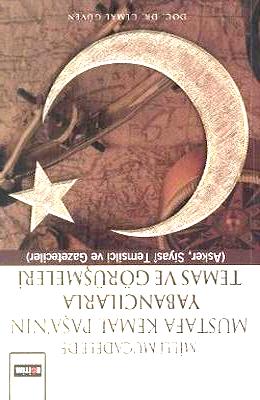 MİLLİ MÜCADELEDE
MUSTAFA KEMAL PAŞA'NIN
YABANCILARLA
TEMAS VE GÖRÜŞMELERİ
(Asker, Siyasî Temsilci ve Gazeteciler)
DOÇ. DR. CEMAL GÜVEN